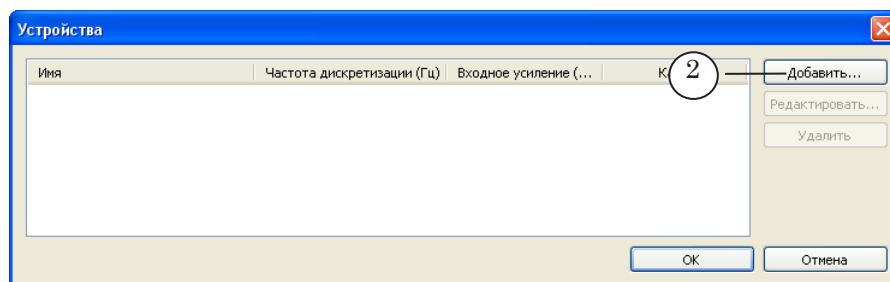 Устройства
Имя Частота дискретизации (Гц) Входное усиление (... К
2
Добавить...
Редактировать...
Удалить
ОК Отмена